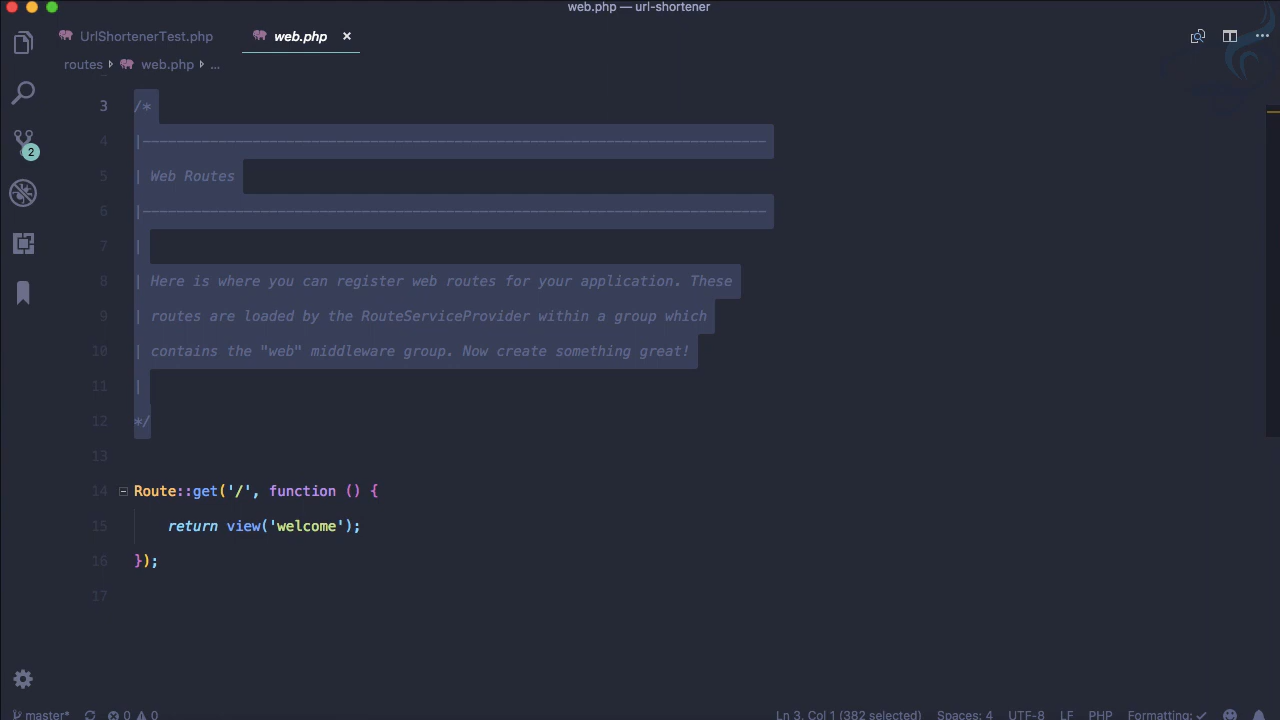 web.php — url-shortener
UrlShortenerTest.php
web.php
routes web.php ...
3 /*
4 |--------------------------------------------------------------------------
5 | Web Routes
6 |--------------------------------------------------------------------------
7 |
8 | Here is where you can register web routes for your application. These
9 | routes are loaded by the RouteServiceProvider within a group which
10 | contains the "web" middleware group. Now create something great!
11 |
12 */
13
14 Route::get('/', function () {
15 return view('welcome');
16 });
17
2
master* 0 0 Ln 3, Col 1 (382 selected) Spaces: 4 UTF-8 LF PHP Formatting: ✓